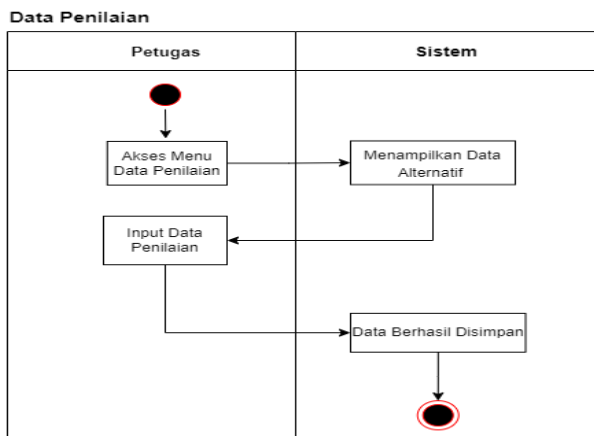 Data Penilaian
Petugas
Sistem
Akses Menu
Data Penilaian
Menampilkan Data
Alternatif
Input Data
Penilaian
Data Berhasil Disimpan